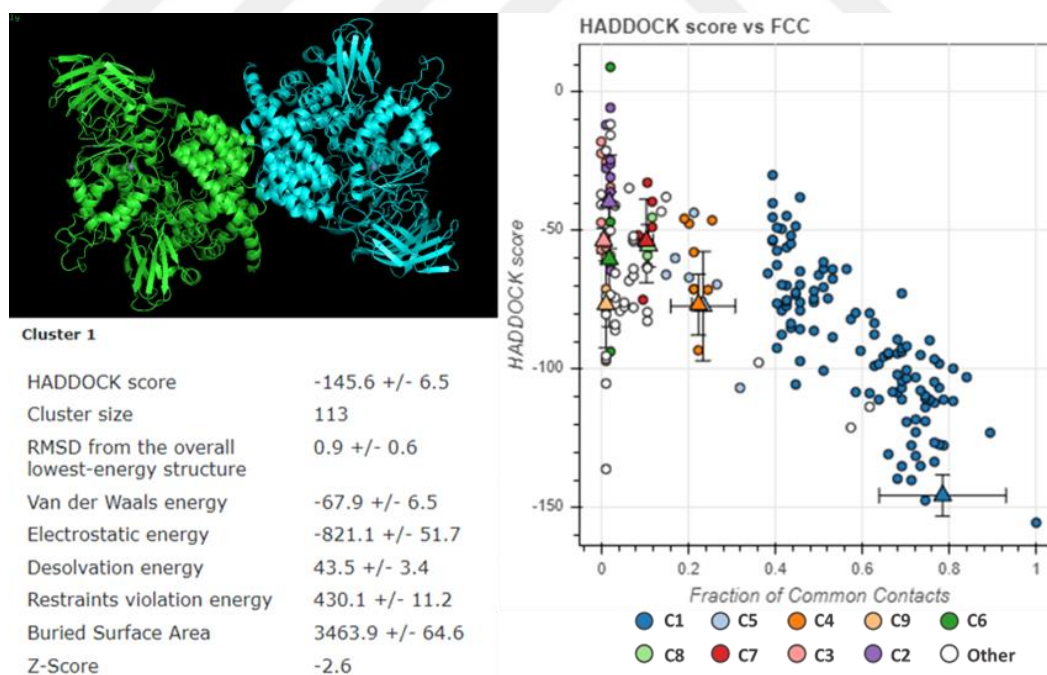 Cluster 1
HADDOCK score -145.6 +/- 6.5
Cluster size 113
RMSD from the overall 0.9 +/- 0.6
lowest-energy structure
Van der Waals energy -67.9 +/- 6.5
Electrostatic energy -821.1 +/- 51.7
Desolvation energy 43.5 +/- 3.4
Restraints violation energy 430.1 +/- 11.2
Buried Surface Area 3463.9 +/- 64.6
Z-Score -2.6
HADDOCK score vs FCC
HADDOCK score
0
-50
-100
-150
0 0.2 0.4 0.6 0.8 1
Fraction of Common Contacts
C1 C5 C4 C9 C6
C8 C7 C3 C2 Other